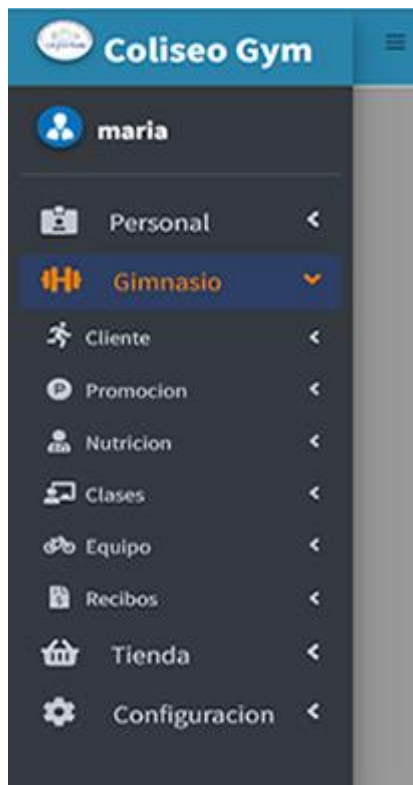 Coliseo Gym
maria
Personal
Gimnasio
Cliente
Promocion
Nutricion
Clases
Equipo
Recibos
Tienda
Configuracion